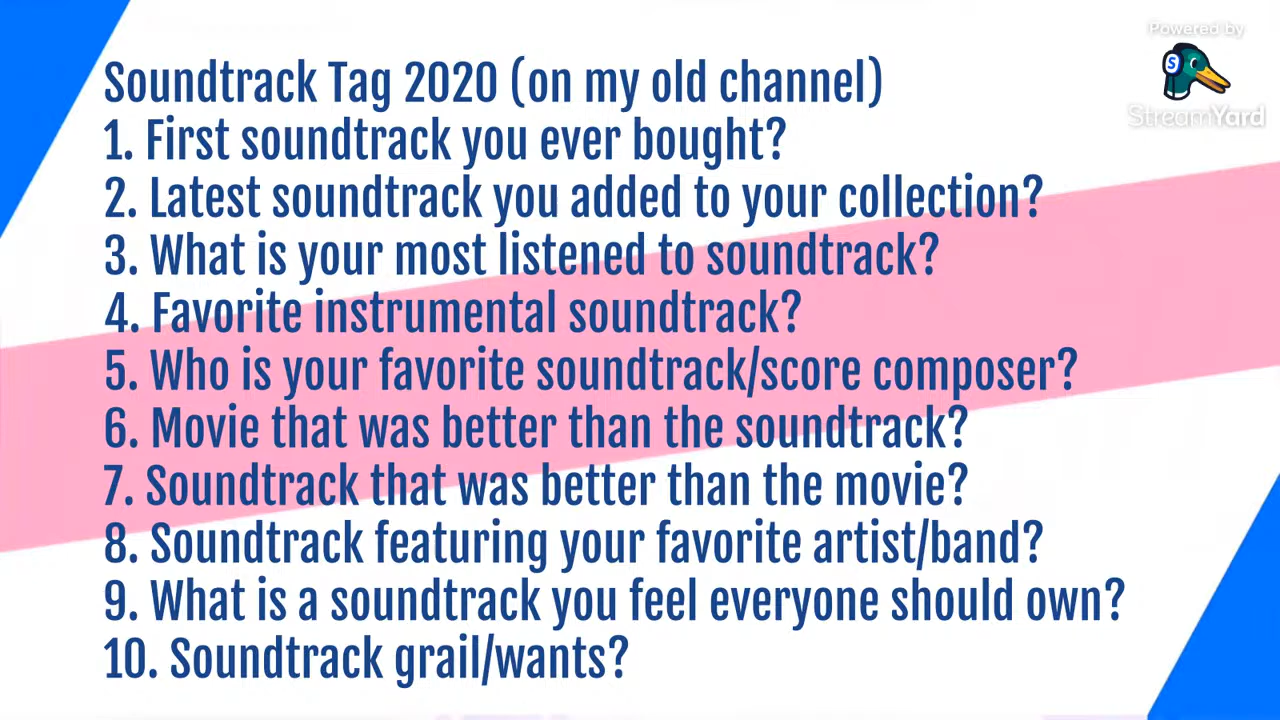 Powered by
S
StreamYard
Soundtrack Tag 2020 (on my old channel)
1. First soundtrack you ever bought?
2. Latest soundtrack you added to your collection?
3. What is your most listened to soundtrack?
4. Favorite instrumental soundtrack?
5. Who is your favorite soundtrack/score composer?
6. Movie that was better than the soundtrack?
7. Soundtrack that was better than the movie?
8. Soundtrack featuring your favorite artist/band?
9. What is a soundtrack you feel everyone should own?
10. Soundtrack grail/wants?